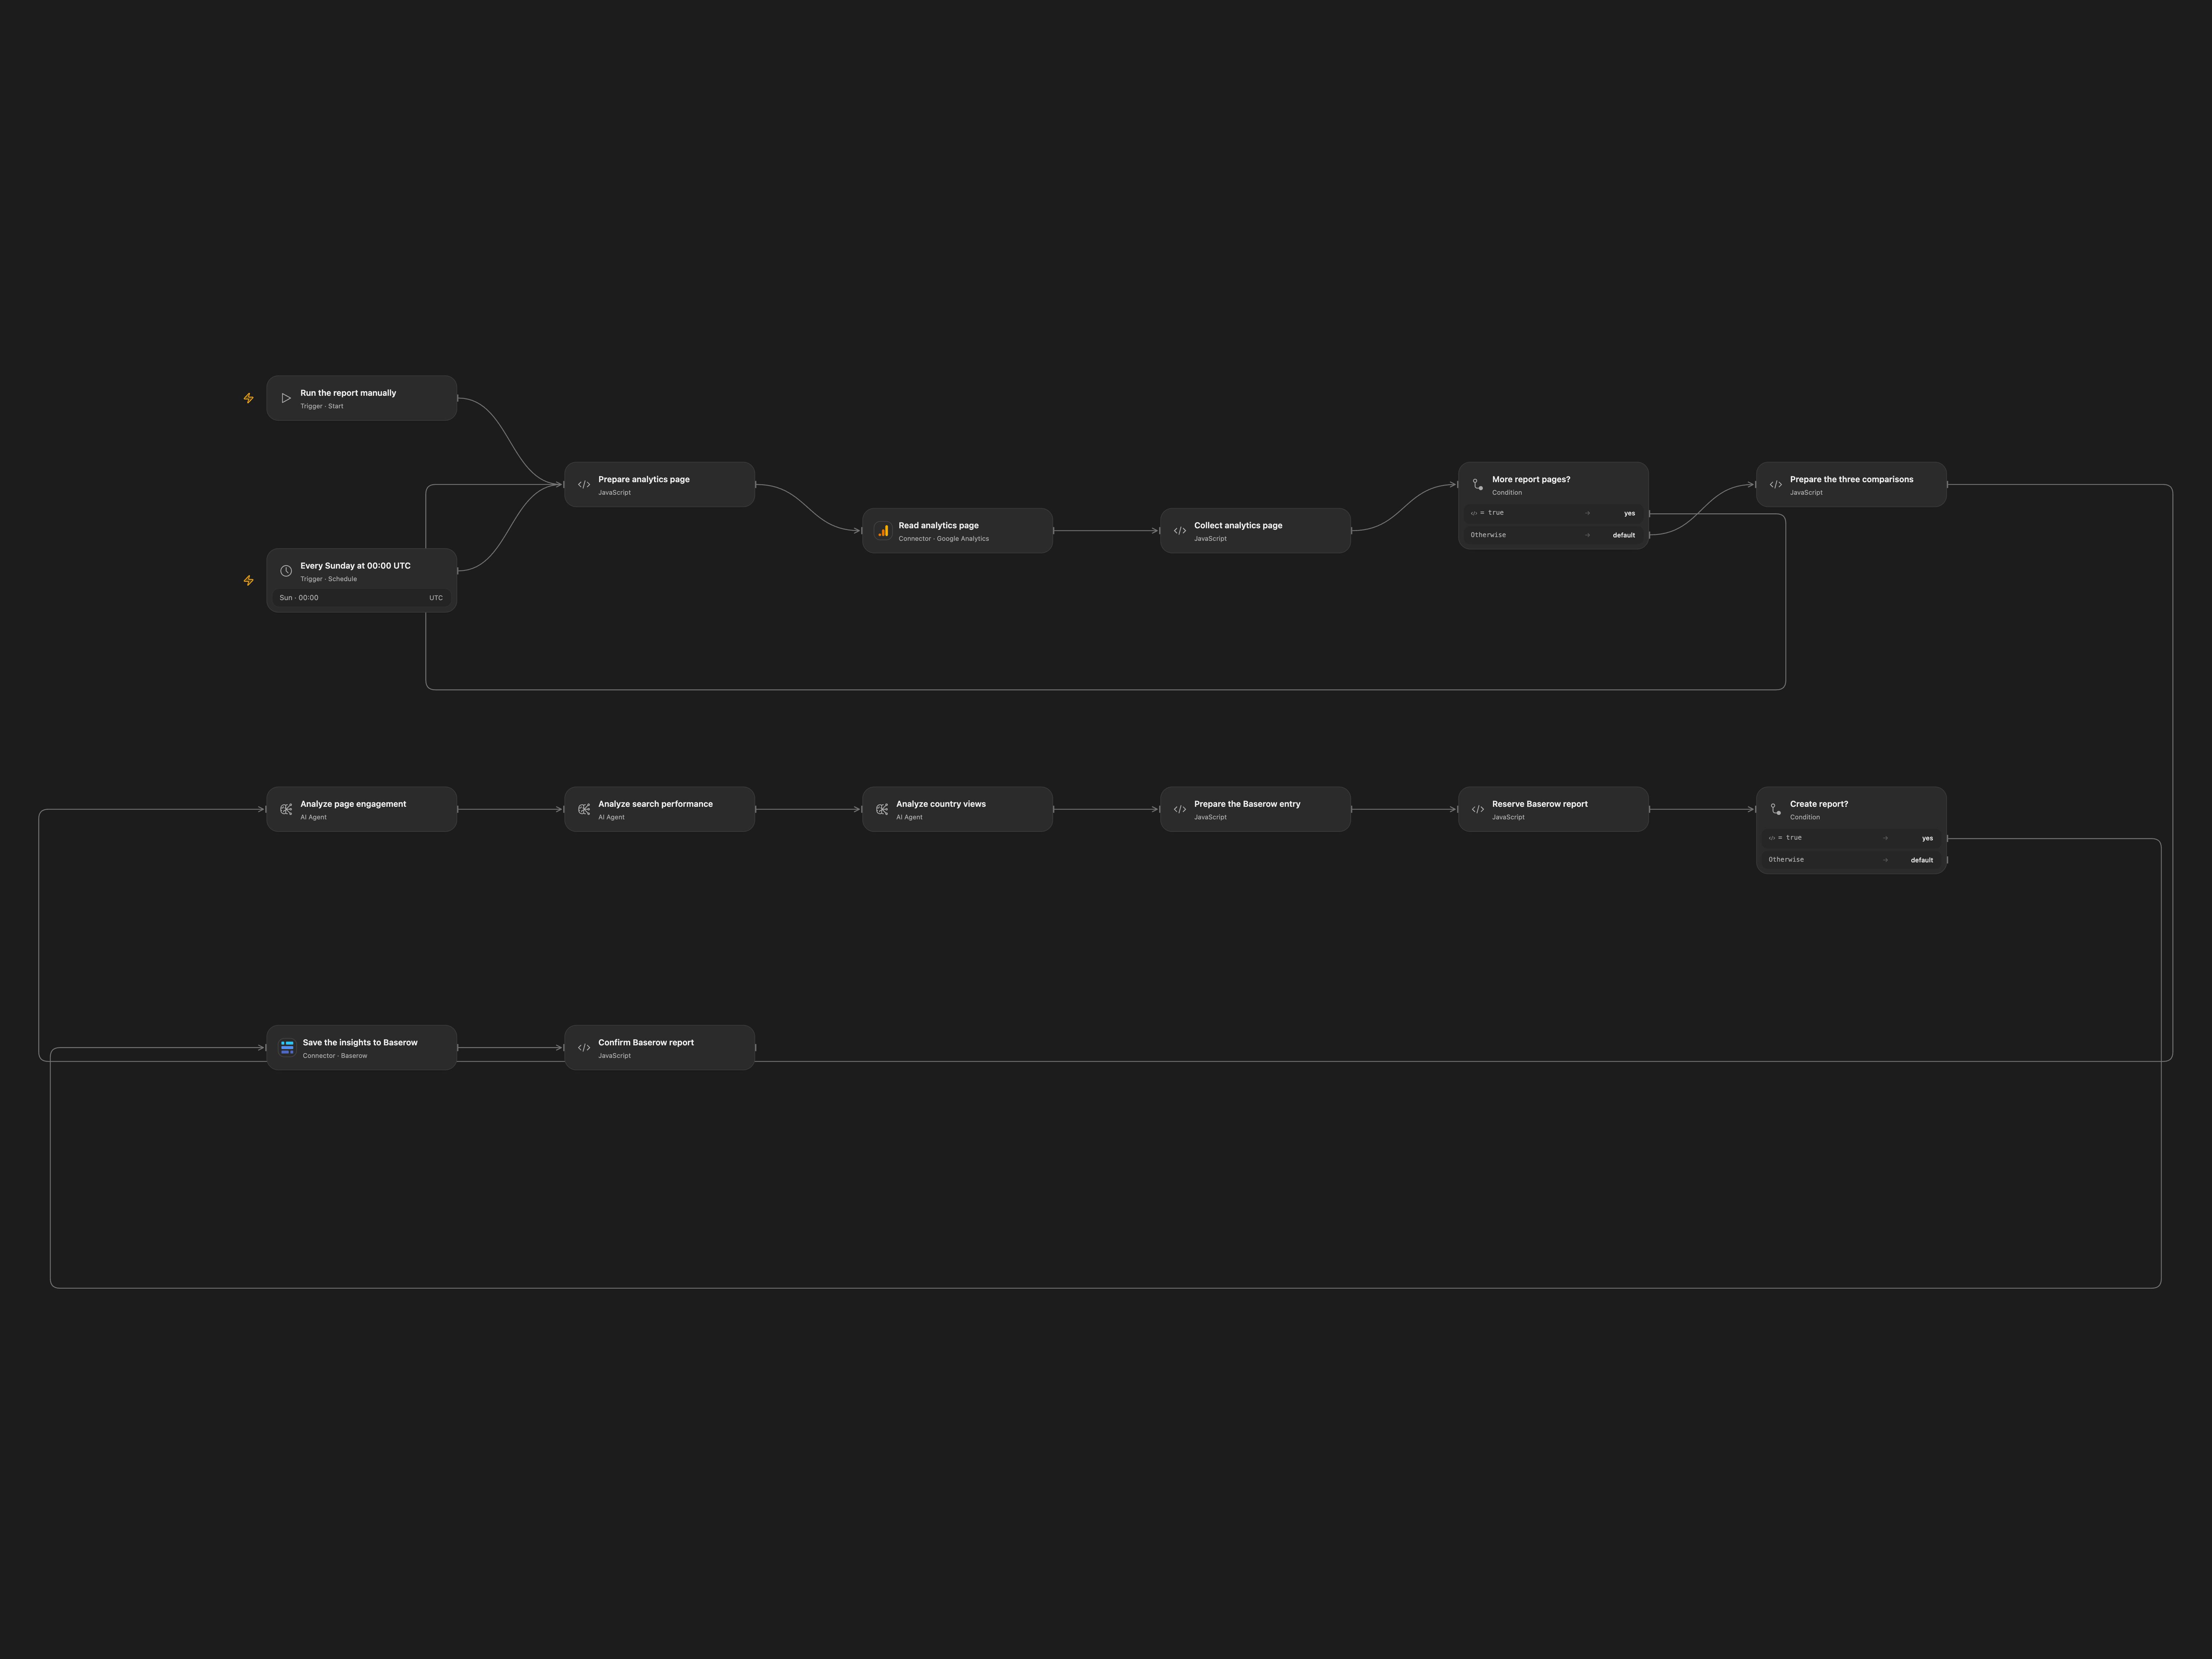 Run the report manually
Trigger · Start
Prepare analytics page
JavaScript
More report pages?
Condition
</> = true → yes
Otherwise → default
Prepare the three comparisons
JavaScript
Read analytics page
Connector · Google Analytics
Collect analytics page
JavaScript
Every Sunday at 00:00 UTC
Trigger · Schedule
Sun · 00:00 UTC
Analyze page engagement
AI Agent
Analyze search performance
AI Agent
Analyze country views
AI Agent
Prepare the Baserow entry
JavaScript
Reserve Baserow report
JavaScript
Create report?
Condition
</> = true → yes
Otherwise → default
Save the insights to Baserow
Connector · Baserow
Confirm Baserow report
JavaScript